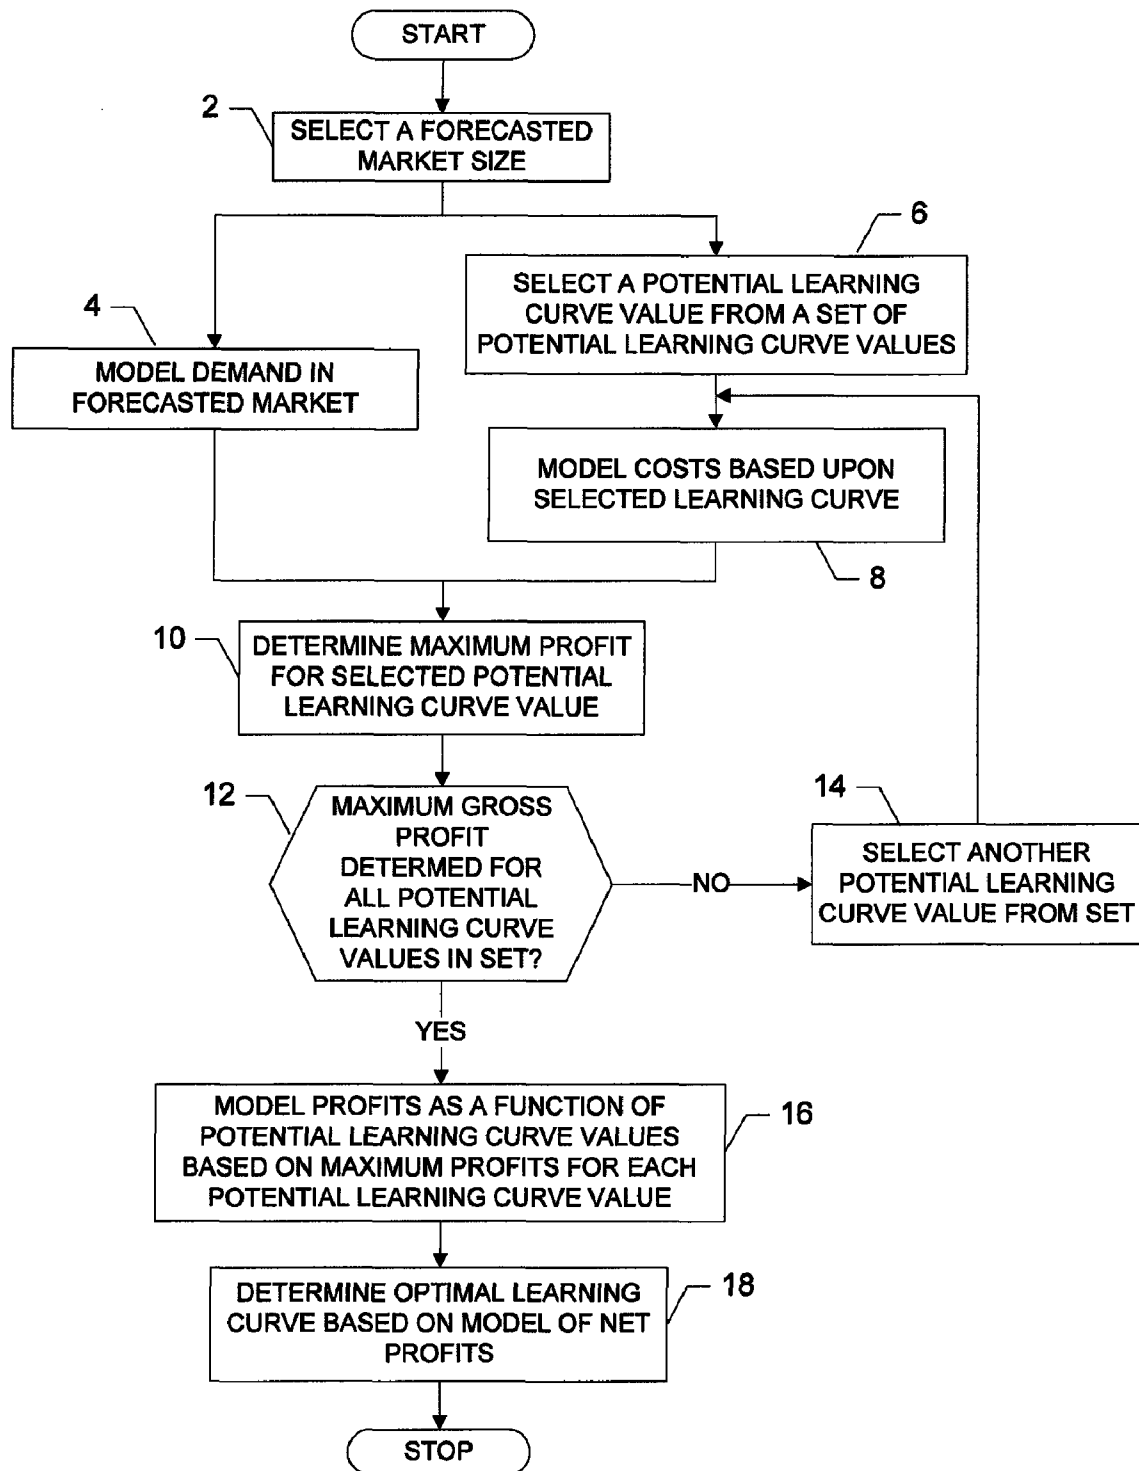 START
2
SELECT A FORECASTED
MARKET SIZE
6
SELECT A POTENTIAL LEARNING
CURVE VALUE FROM A SET OF
POTENTIAL LEARNING CURVE VALUES
4
MODEL DEMAND IN
FORECASTED MARKET
MODEL COSTS BASED UPON
SELECTED LEARNING CURVE
8
10
DETERMINE MAXIMUM PROFIT
FOR SELECTED POTENTIAL
LEARNING CURVE VALUE
12
MAXIMUM GROSS
PROFIT
DETERMED FOR
ALL POTENTIAL
LEARNING CURVE
VALUES IN SET?
NO
14
SELECT ANOTHER
POTENTIAL LEARNING
CURVE VALUE FROM SET
YES
MODEL PROFITS AS A FUNCTION OF
POTENTIAL LEARNING CURVE VALUES
BASED ON MAXIMUM PROFITS FOR EACH
POTENTIAL LEARNING CURVE VALUE
16
DETERMINE OPTIMAL LEARNING
CURVE BASED ON MODEL OF NET
PROFITS
18
STOP